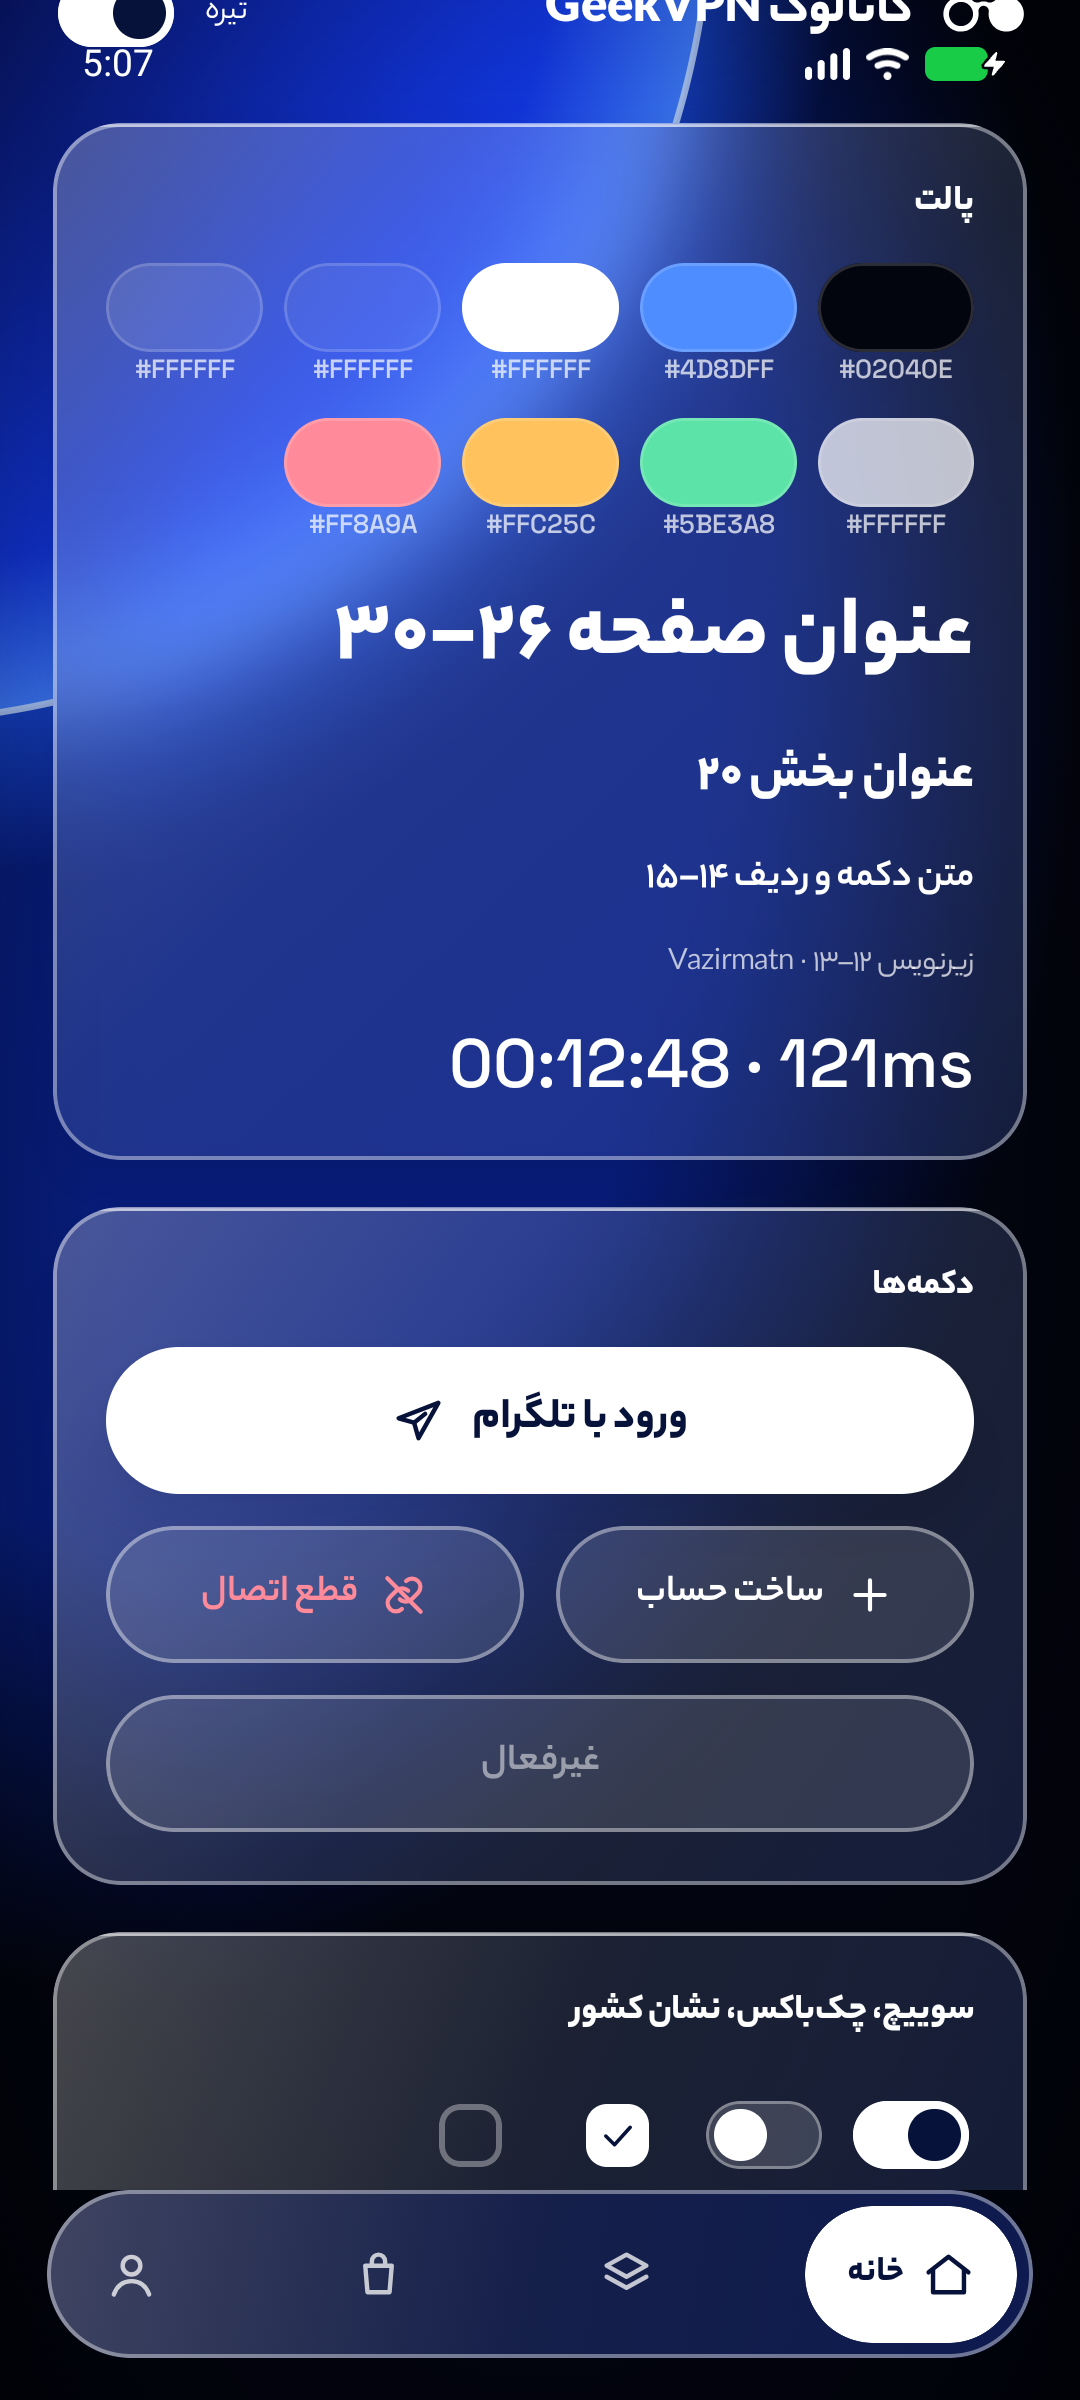 کاتالوگ GeekVPN
تیره
5:07
پالت
#02040E
#4D8DFF
#FFFFFF
#FFFFFF
#FFFFFF
#FFFFFF
#5BE3A8
#FFC25C
#FF8A9A
عنوان صفحه ۲۶–۳۰
عنوان بخش ۲۰
متن دکمه و ردیف ۱۴–۱۵
زیرنویس ۱۲–۱۳ · Vazirmatn
00:12:48 · 121ms
دکمه‌ها
ورود با تلگرام
ساخت حساب
قطع اتصال
غیرفعال
سوییچ، چک‌باکس، نشان کشور
خانه